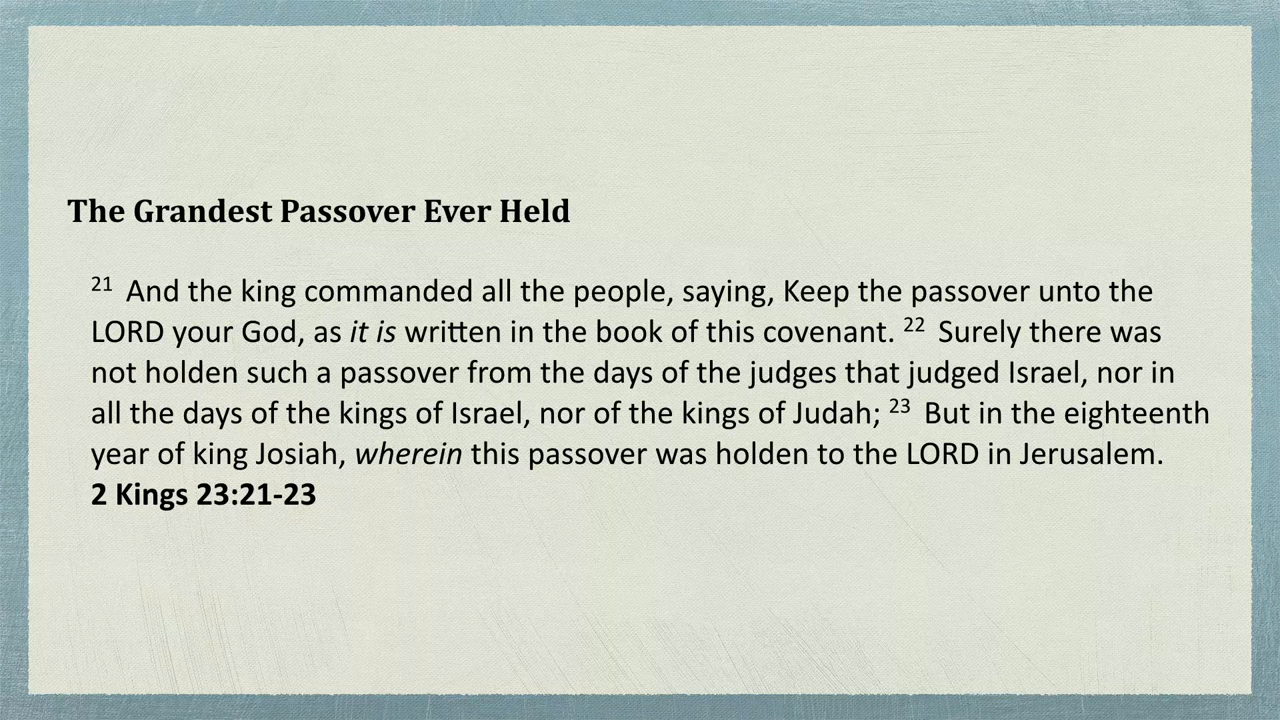 The Grandest Passover Ever Held
21 And the king commanded all the people, saying, Keep the passover unto the
LORD your God, as it is written in the book of this covenant. 22 Surely there was
not holden such a passover from the days of the judges that judged Israel, nor in
all the days of the kings of Israel, nor of the kings of Judah; 23 But in the eighteenth
year of king Josiah, wherein this passover was holden to the LORD in Jerusalem.
2 Kings 23:21-23